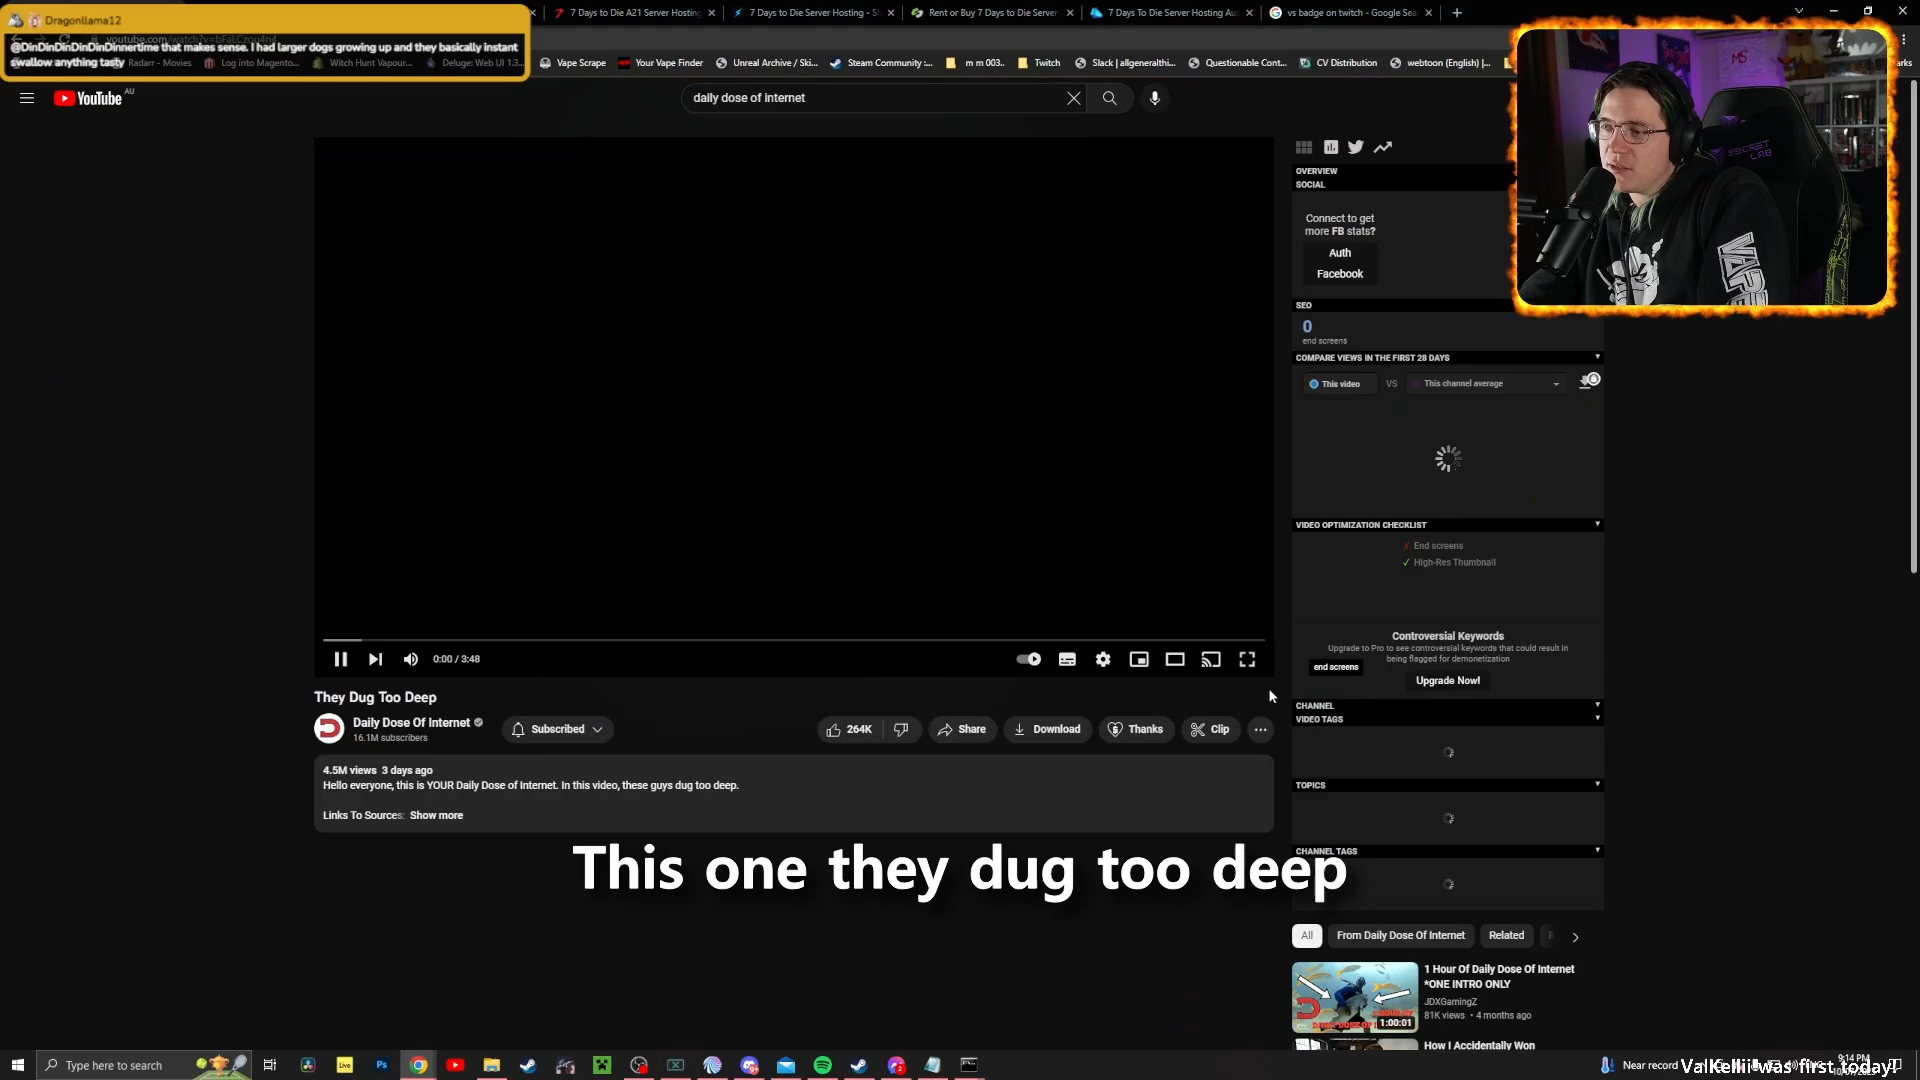 Dragonllama12
@DinDinDinDinDinDinnertime that makes sense. I had larger dogs growing up and they basically instant
swallow anything tasty
7 Days to Die A21 Server Hosting
7 Days to Die Server Hosting - S
Rent or Buy 7 Days to Die Server
7 Days To Die Server Hosting Aus
vs badge on twitch - Google Sea
Radarr - Movies
Log into Magento...
Witch Hunt Vapour...
Deluge: Web UI 1.3...
Vape Scrape
Your Vape Finder
Unreal Archive / Ski...
Steam Community :...
m m 003..
Twitch
Slack | allgeneralthi...
Questionable Cont...
CV Distribution
webtoon (English) |...
YouTube AU
daily dose of internet
OVERVIEW
SOCIAL
Connect to get
more FB stats?
Auth
Facebook
SEO
0
end screens
COMPARE VIEWS IN THE FIRST 28 DAYS
This video VS This channel average
VIDEO OPTIMIZATION CHECKLIST
✗ End screens
✓ High-Res Thumbnail
Controversial Keywords
Upgrade to Pro to see controversial keywords that could result in
being flagged for demonetization
end screens
Upgrade Now!
CHANNEL
VIDEO TAGS
TOPICS
CHANNEL TAGS
SECRET LAB
VAPE
0:00 / 3:48
They Dug Too Deep
Daily Dose Of Internet
16.1M subscribers
Subscribed
264K
Share
Download
Thanks
Clip
4.5M views 3 days ago
Hello everyone, this is YOUR Daily Dose of Internet. In this video, these guys dug too deep.
Links To Sources: Show more
This one they dug too deep
All
From Daily Dose Of Internet
Related
1 Hour Of Daily Dose Of Internet
*ONE INTRO ONLY
JDXGamingZ
81K views • 4 months ago
1:00:01
How I Accidentally Won
Type here to search
Near record
9:14 PM
ValKellii was first today!